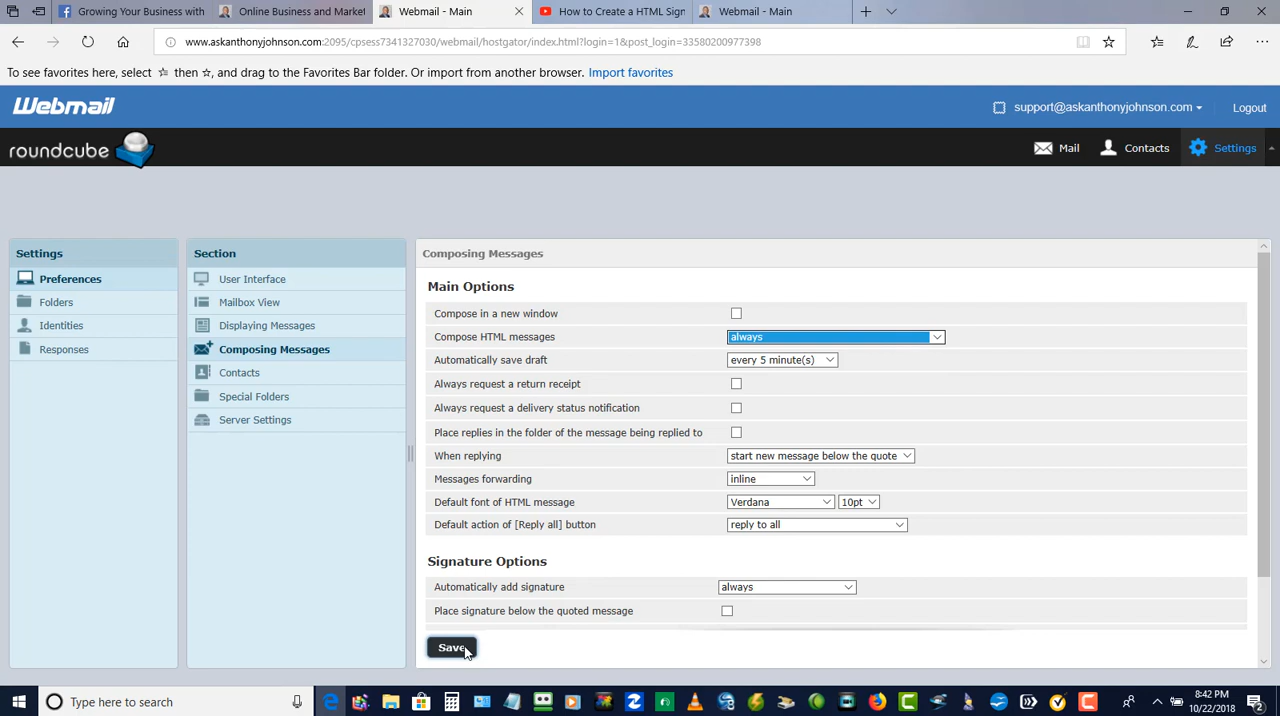 Growing Your Business with
Online Business and Market
Webmail - Main
How to Create a HTML Sign
Webmail - Main
www.askanthonyjohnson.com:2095/cpsess7341327030/webmail/hostgator/index.html?login=1&post_login=33580200977398
To see favorites here, select then ☆, and drag to the Favorites Bar folder. Or import from another browser. Import favorites
Webmail
support@askanthonyjohnson.com
Logout
roundcube
Mail
Contacts
Settings
Settings
Preferences
Folders
Identities
Responses
Section
User Interface
Mailbox View
Displaying Messages
Composing Messages
Contacts
Special Folders
Server Settings
Composing Messages
Main Options
Compose in a new window
Compose HTML messages always
Automatically save draft every 5 minute(s)
Always request a return receipt
Always request a delivery status notification
Place replies in the folder of the message being replied to
When replying start new message below the quote
Messages forwarding inline
Default font of HTML message Verdana 10pt
Default action of [Reply all] button reply to all
Signature Options
Automatically add signature always
Place signature below the quoted message
Save
Type here to search
8:42 PM
10/22/2018